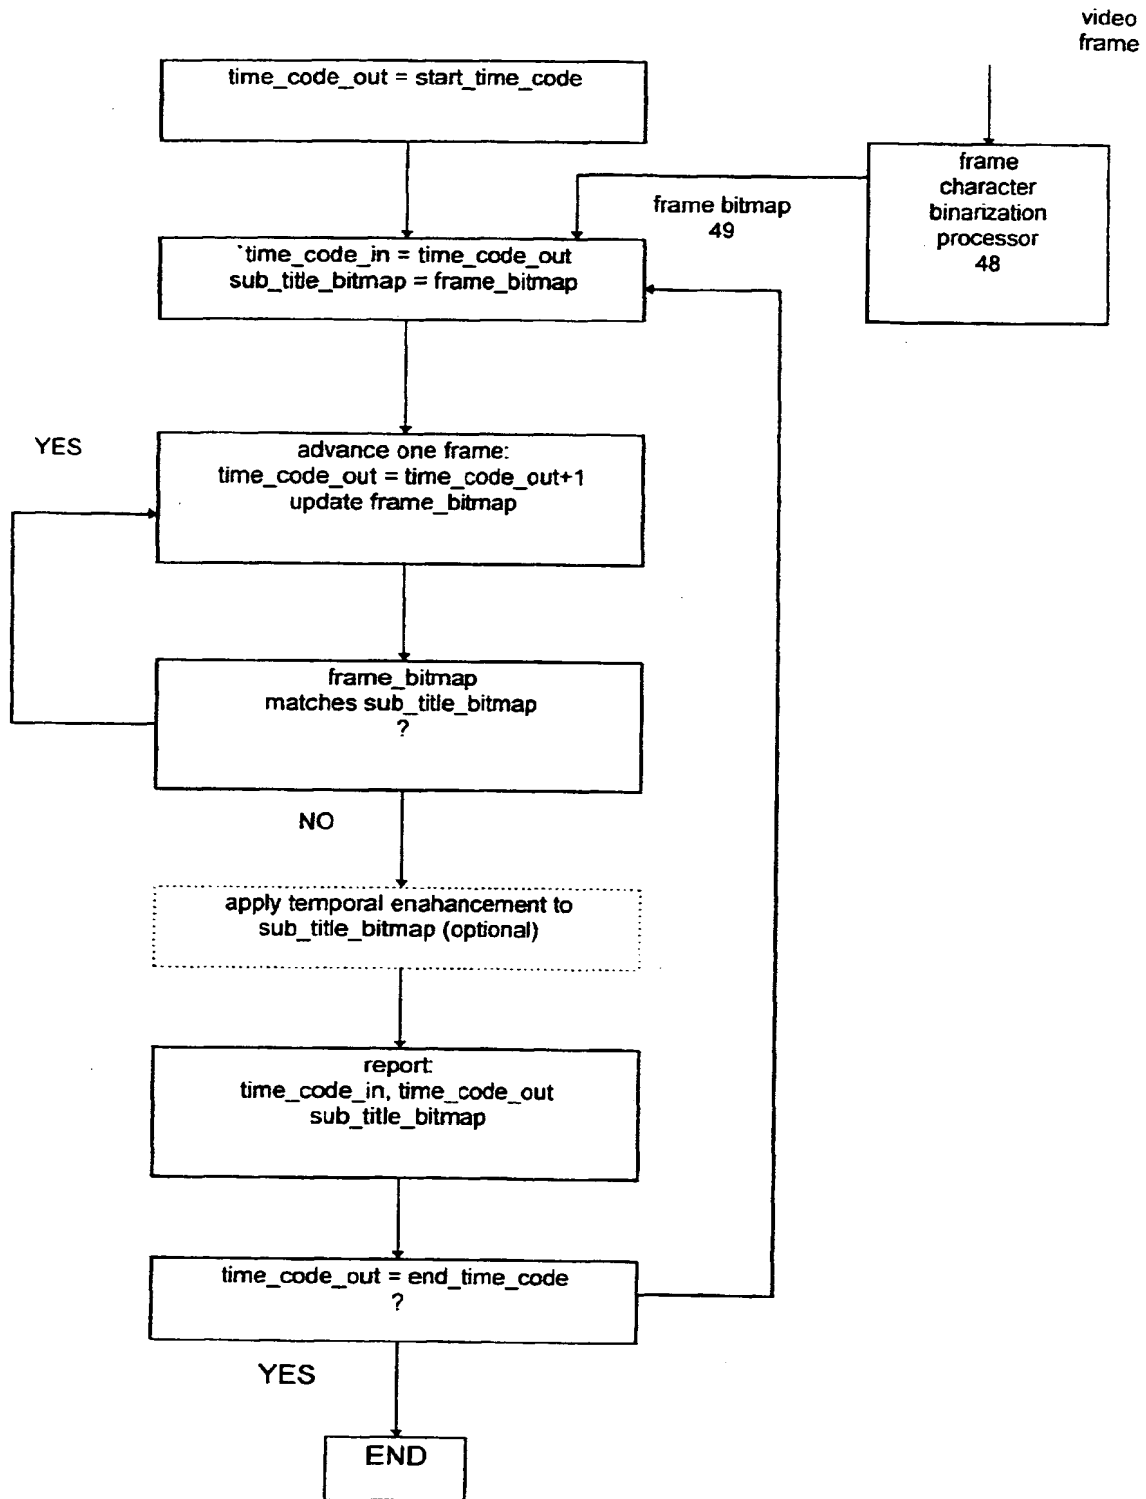 video
frame
time_code_out = start_time_code
frame
character
binarization
processor
48
frame bitmap
49
`time_code_in = time_code_out
sub_title_bitmap = frame_bitmap
YES
advance one frame:
time_code_out = time_code_out+1
update frame_bitmap
frame_bitmap
matches sub_title_bitmap
?
NO
apply temporal enahancement to
sub_title_bitmap (optional)
report:
time_code_in, time_code_out
sub_title_bitmap
time_code_out = end_time_code
?
YES
END